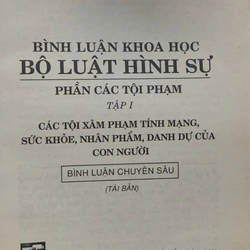 BÌNH LUẬN KHOA HỌC
BỘ LUẬT HÌNH SỰ
PHẦN CÁC TỘI PHẠM
TẬP I
CÁC TỘI XÂM PHẠM TÍNH MẠNG,
SỨC KHỎE, NHÂN PHẨM, DANH DỰ CỦA
CON NGƯỜI
BÌNH LUẬN CHUYÊN SÂU
(TÁI BẢN)